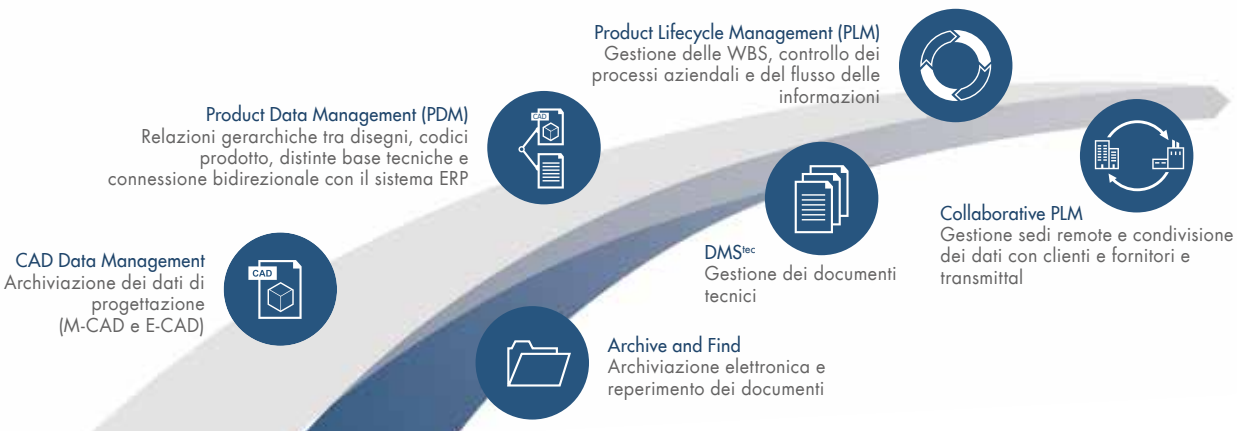 Product Lifecycle Management (PLM)
Gestione delle WBS, controllo dei
processi aziendali e del flusso delle
informazioni
Product Data Management (PDM)
Relazioni gerarchiche tra disegni, codici
prodotto, distinte base tecniche e
connessione bidirezionale con il sistema ERP
CAD
CAD Data Management
Archiviazione dei dati di
progettazione
(M-CAD e E-CAD)
CAD
DMStec
Gestione dei documenti
tecnici
Collaborative PLM
Gestione sedi remote e condivisione
dei dati con clienti e fornitori e
transmittal
Archive and Find
Archiviazione elettronica e
reperimento dei documenti